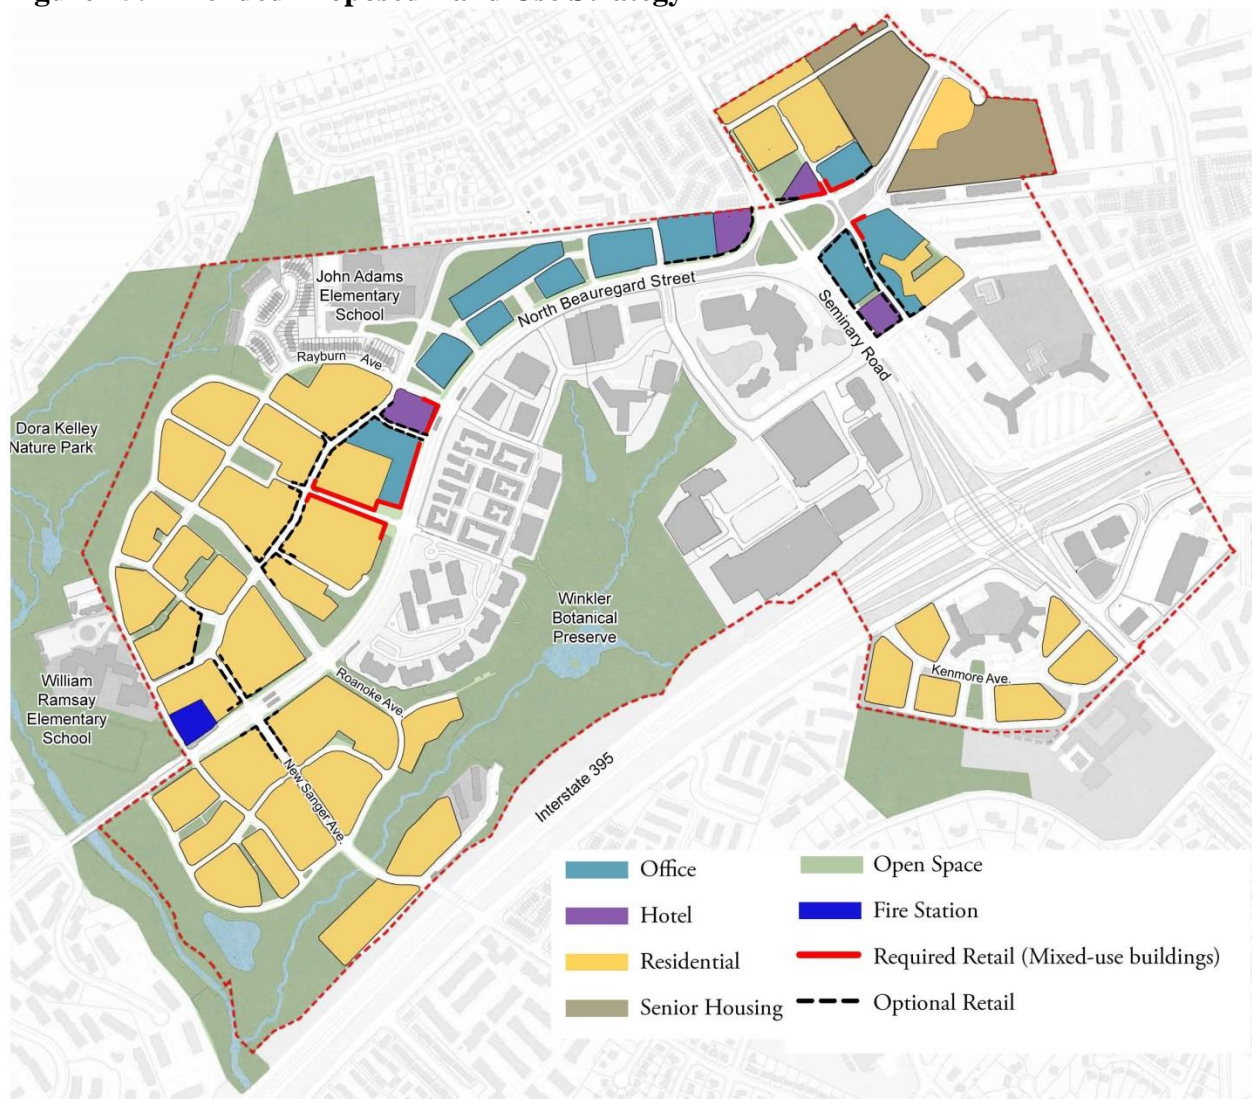 John Adams
Elementary
School
Rayburn Ave
North Beauregard Street
Seminary Road
Dora Kelley
Nature Park
Winkler
Botanical
Preserve
William
Ramsay
Elementary
School
Roanoke Ave.
Kenmore Ave.
New Sanger Ave.
Interstate 395
Office
Hotel
Residential
Senior Housing
Open Space
Fire Station
Required Retail (Mixed-use buildings)
Optional Retail